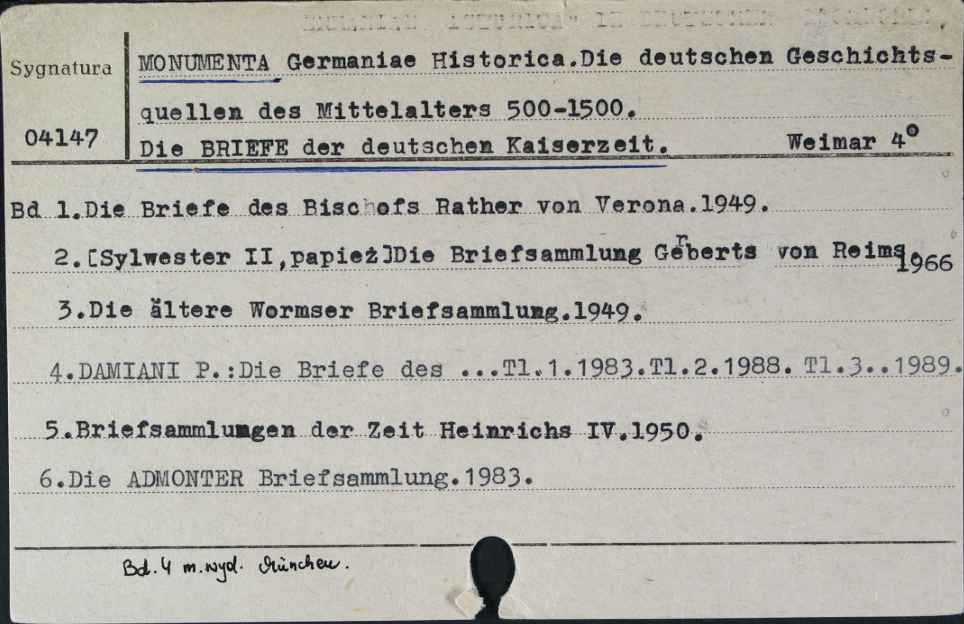 Sygnatura
04147
MONUMENTA Germaniae Historica.Die deutschen Geschichts-
quellen des Mittelalters 500-1500.
Die BRIEFE der deutschen Kaiserzeit. Weimar 4°
Bd 1.Die Briefe des Bischofs Rather von Verona.1949.
2.[Sylwester II,papież]Die Briefsammlung Gerberts von Reims.1966
3.Die ältere Wormser Briefsammlung.1949.
4.DAMIANI P.:Die Briefe des ...Tl.1.1983.Tl.2.1988. Tl.3..1989.
5.Briefsammlungen der Zeit Heinrichs IV.1950.
6.Die ADMONTER Briefsammlung.1983.
Bd. 4 m.wyd. München.